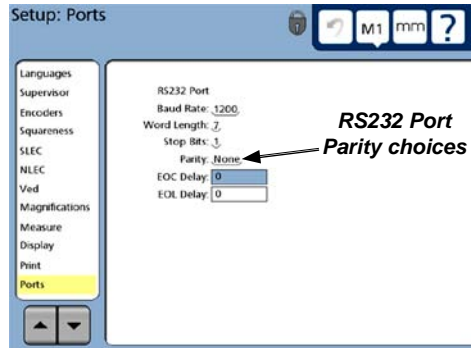 Setup: Ports
M1 mm ?
Languages
Supervisor
Encoders
Squareness
SLEC
NLEC
Ved
Magnifications
Measure
Display
Print
Ports
RS232 Port
Baud Rate: 1200
Word Length: 7
Stop Bits: 1
Parity: None
EOC Delay: 0
EOL Delay: 0
RS232 Port
Parity choices